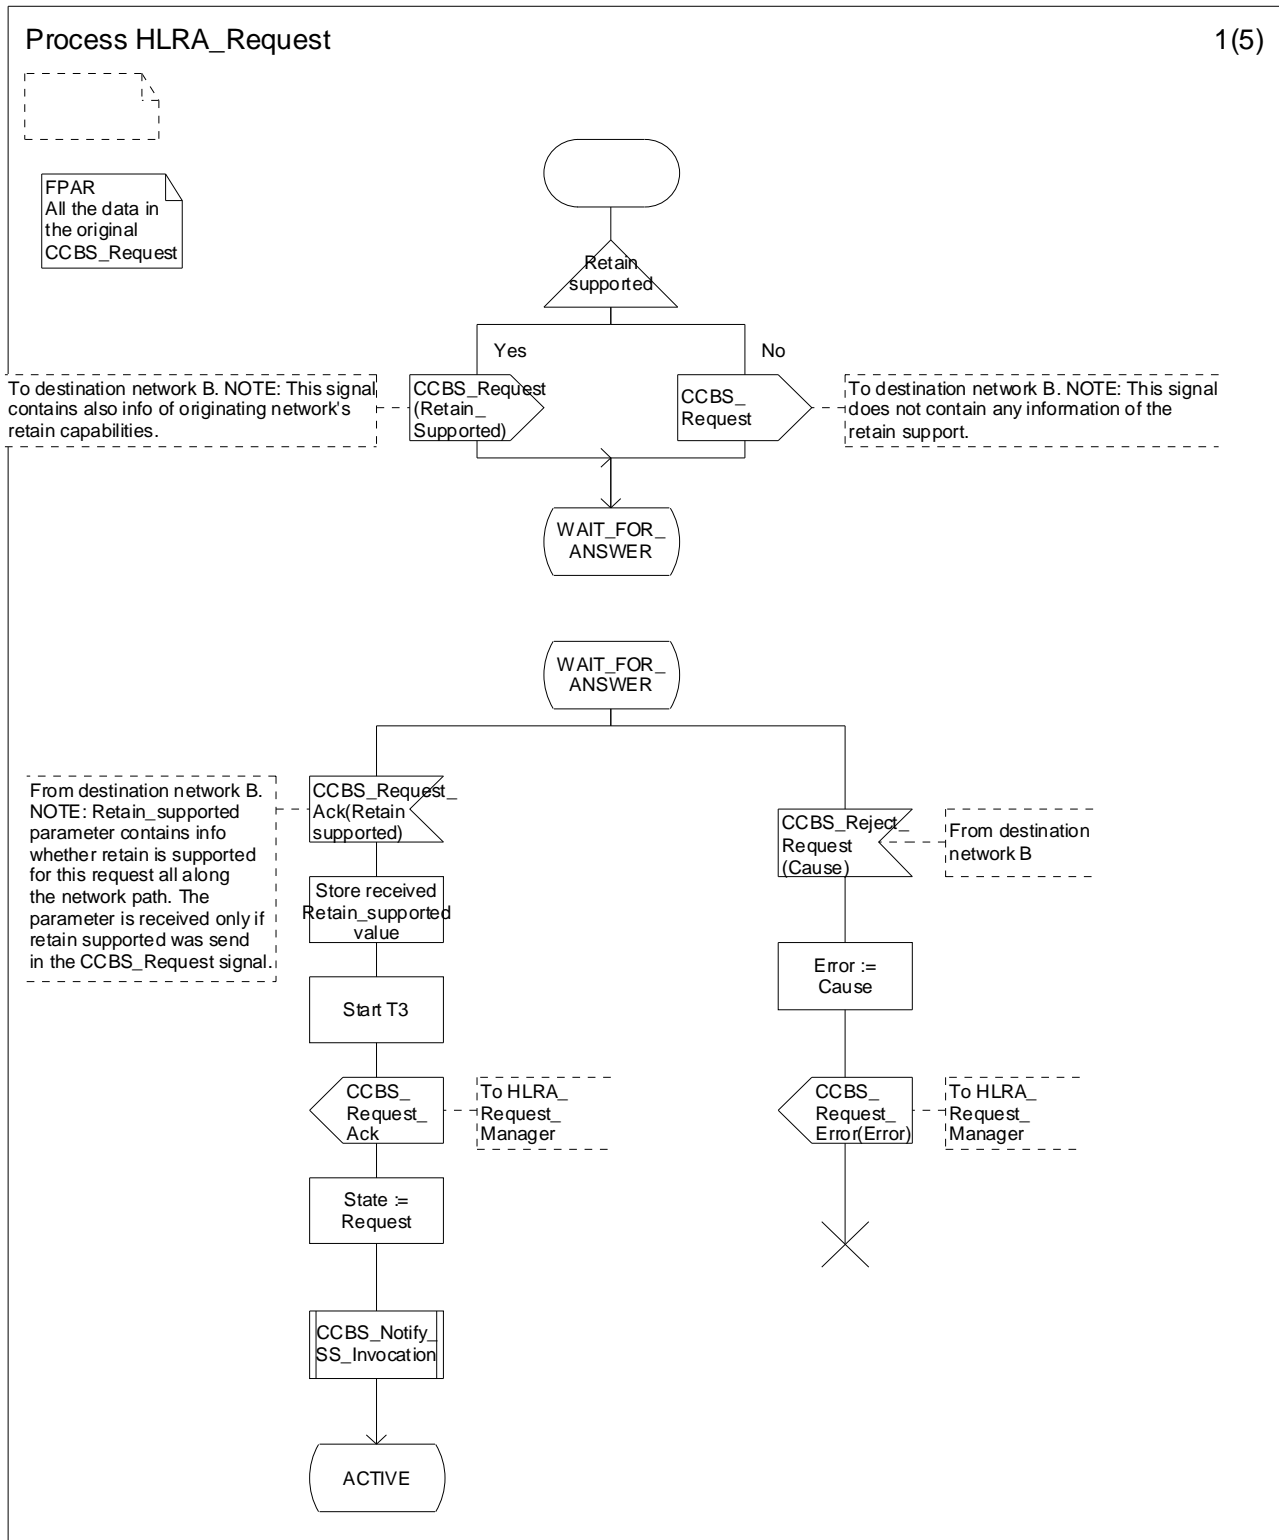 Process HLRA_Request
1(5)
FPAR
All the data in
the original
CCBS_Request
Retain
supported
Yes
No
To destination network B. NOTE: This signal
contains also info of originating network's
retain capabilities.
CCBS_Request
(Retain_
Supported)
CCBS_
Request
To destination network B. NOTE: This signal
does not contain any information of the
retain support.
WAIT_FOR_
ANSWER
WAIT_FOR_
ANSWER
From destination network B.
NOTE: Retain_supported
parameter contains info
whether retain is supported
for this request all along
the network path. The
parameter is received only if
retain supported was send
in the CCBS_Request signal.
CCBS_Request_
Ack(Retain
supported)
CCBS_Reject_
Request
(Cause)
From destination
network B
Store received
Retain_supported
value
Error :=
Cause
Start T3
CCBS_
Request_
Ack
To HLRA_
Request_
Manager
CCBS_
Request_
Error(Error)
To HLRA_
Request_
Manager
State :=
Request
CCBS_Notify_
SS_Invocation
ACTIVE